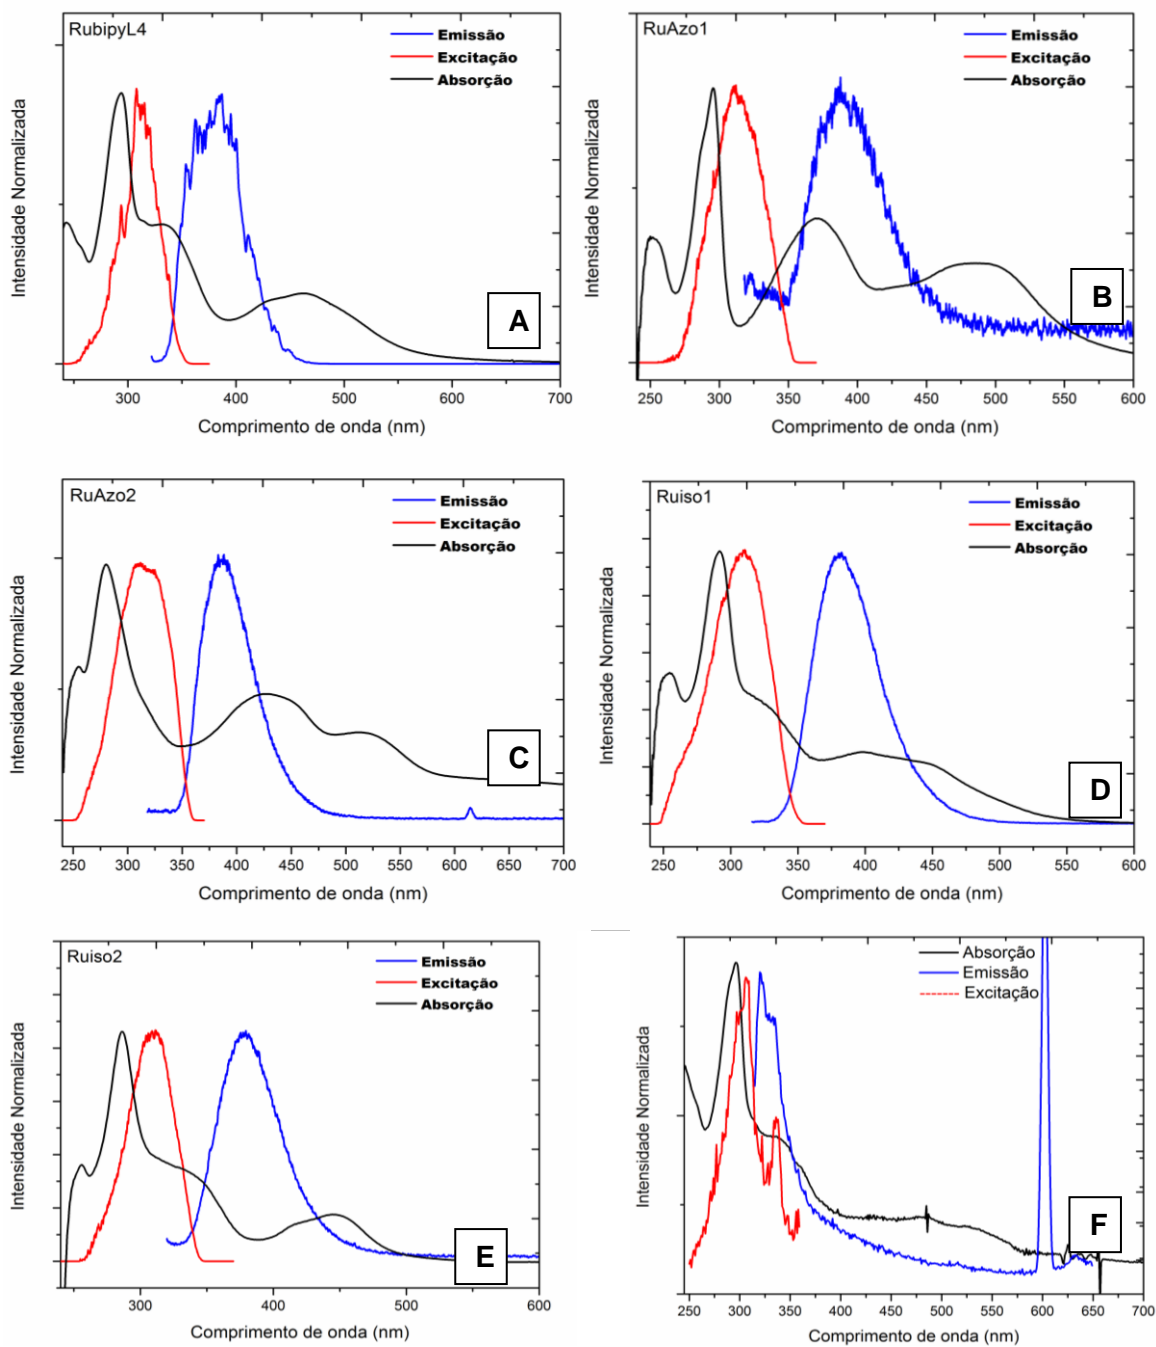 RubipyL4
Emissão
Excitação
Absorção
Intensidade Normalizada
A
300 400 500 600 700
Comprimento de onda (nm)
RuAzo1
Emissão
Excitação
Absorção
Intensidade Normalizada
B
250 300 350 400 450 500 550 600
Comprimento de onda (nm)
RuAzo2
Emissão
Excitação
Absorção
Intensidade Normalizada
C
250 300 350 400 450 500 550 600 650 700
Comprimento de onda (nm)
Ruiso1
Emissão
Excitação
Absorção
Intensidade Normalizada
D
250 300 350 400 450 500 550 600
Comprimento de onda (nm)
Ruiso2
Emissão
Excitação
Absorção
Intensidade Normalizada
E
300 400 500 600
Comprimento de onda (nm)
Absorção
Emissão
Excitação
Intensidade Normalizada
F
250 300 350 400 450 500 550 600 650 700
Comprimento de onda (nm)